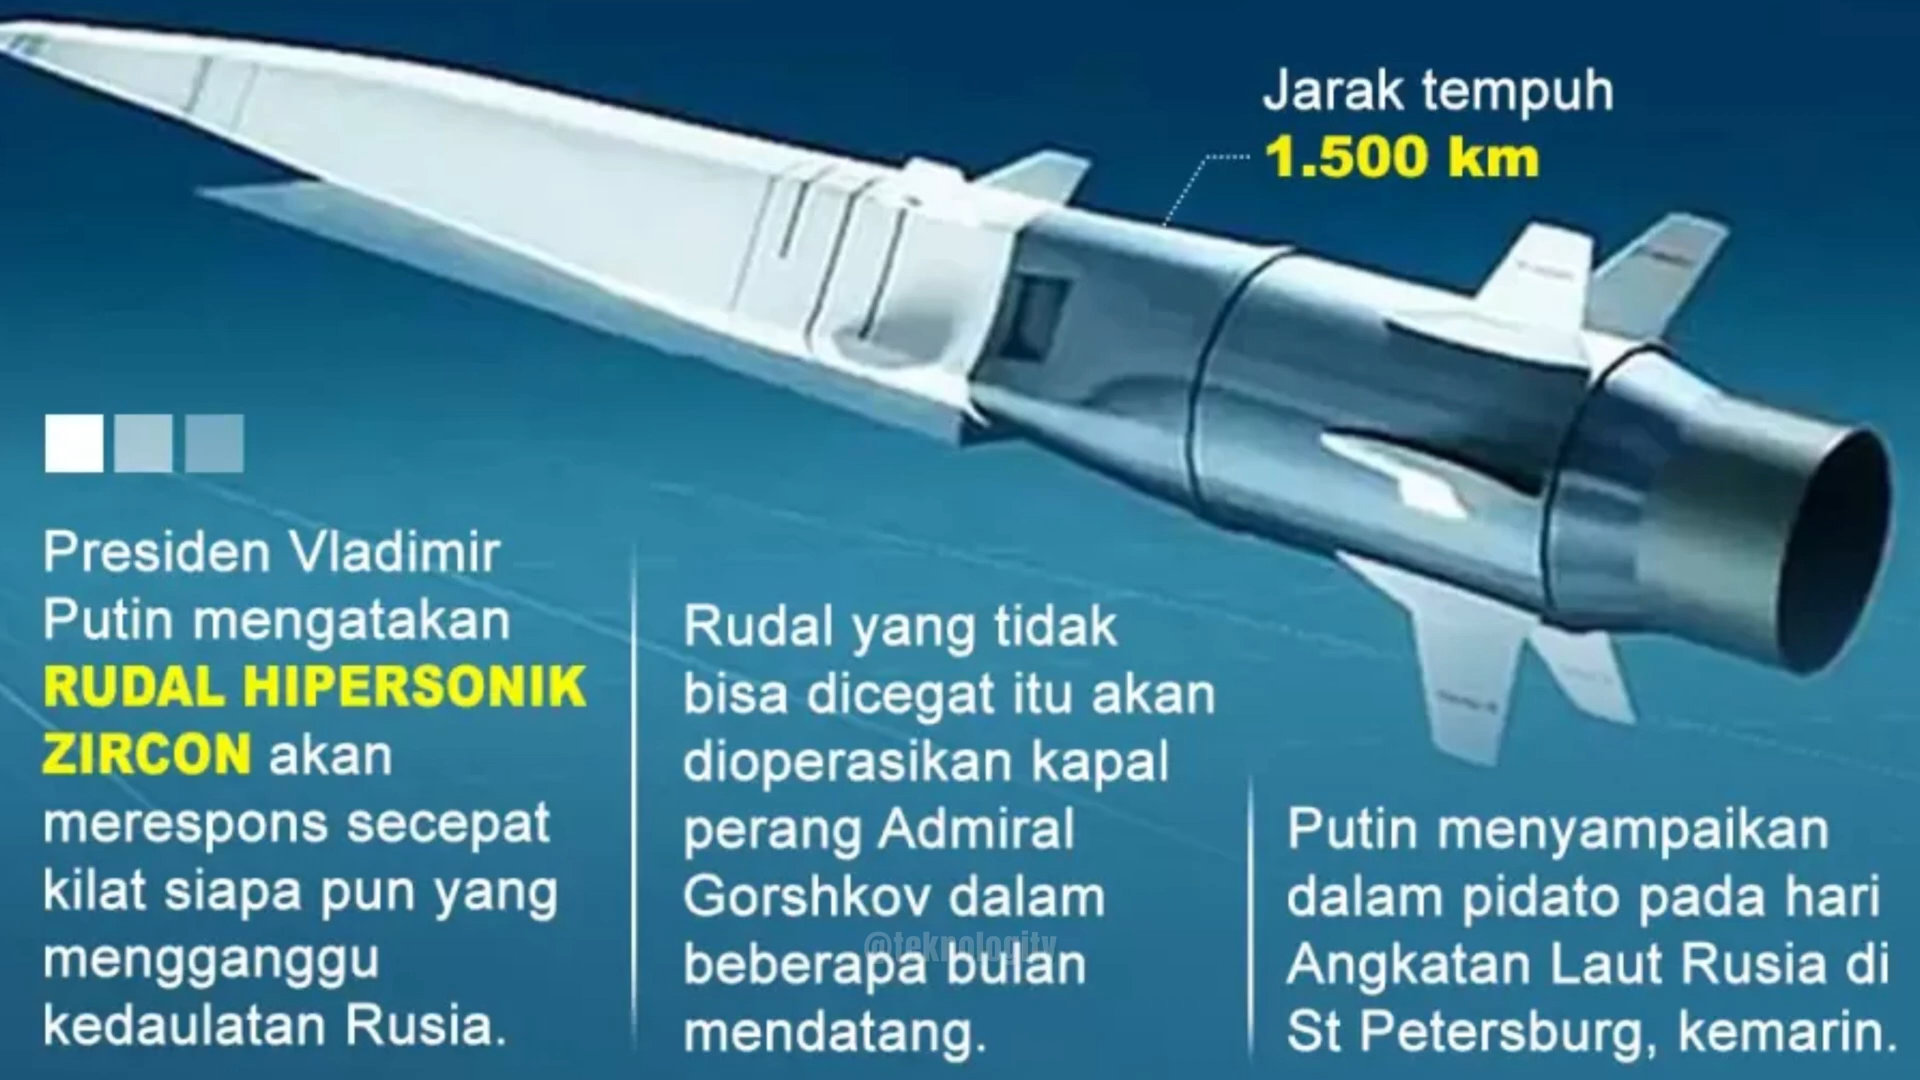 Jarak tempuh
1.500 km
Presiden Vladimir
Putin mengatakan
RUDAL HIPERSONIK
ZIRCON akan
merespons secepat
kilat siapa pun yang
mengganggu
kedaulatan Rusia.
Rudal yang tidak
bisa dicegat itu akan
dioperasikan kapal
perang Admiral
Gorshkov dalam
beberapa bulan
mendatang.
@teknologity
Putin menyampaikan
dalam pidato pada hari
Angkatan Laut Rusia di
St Petersburg, kemarin.